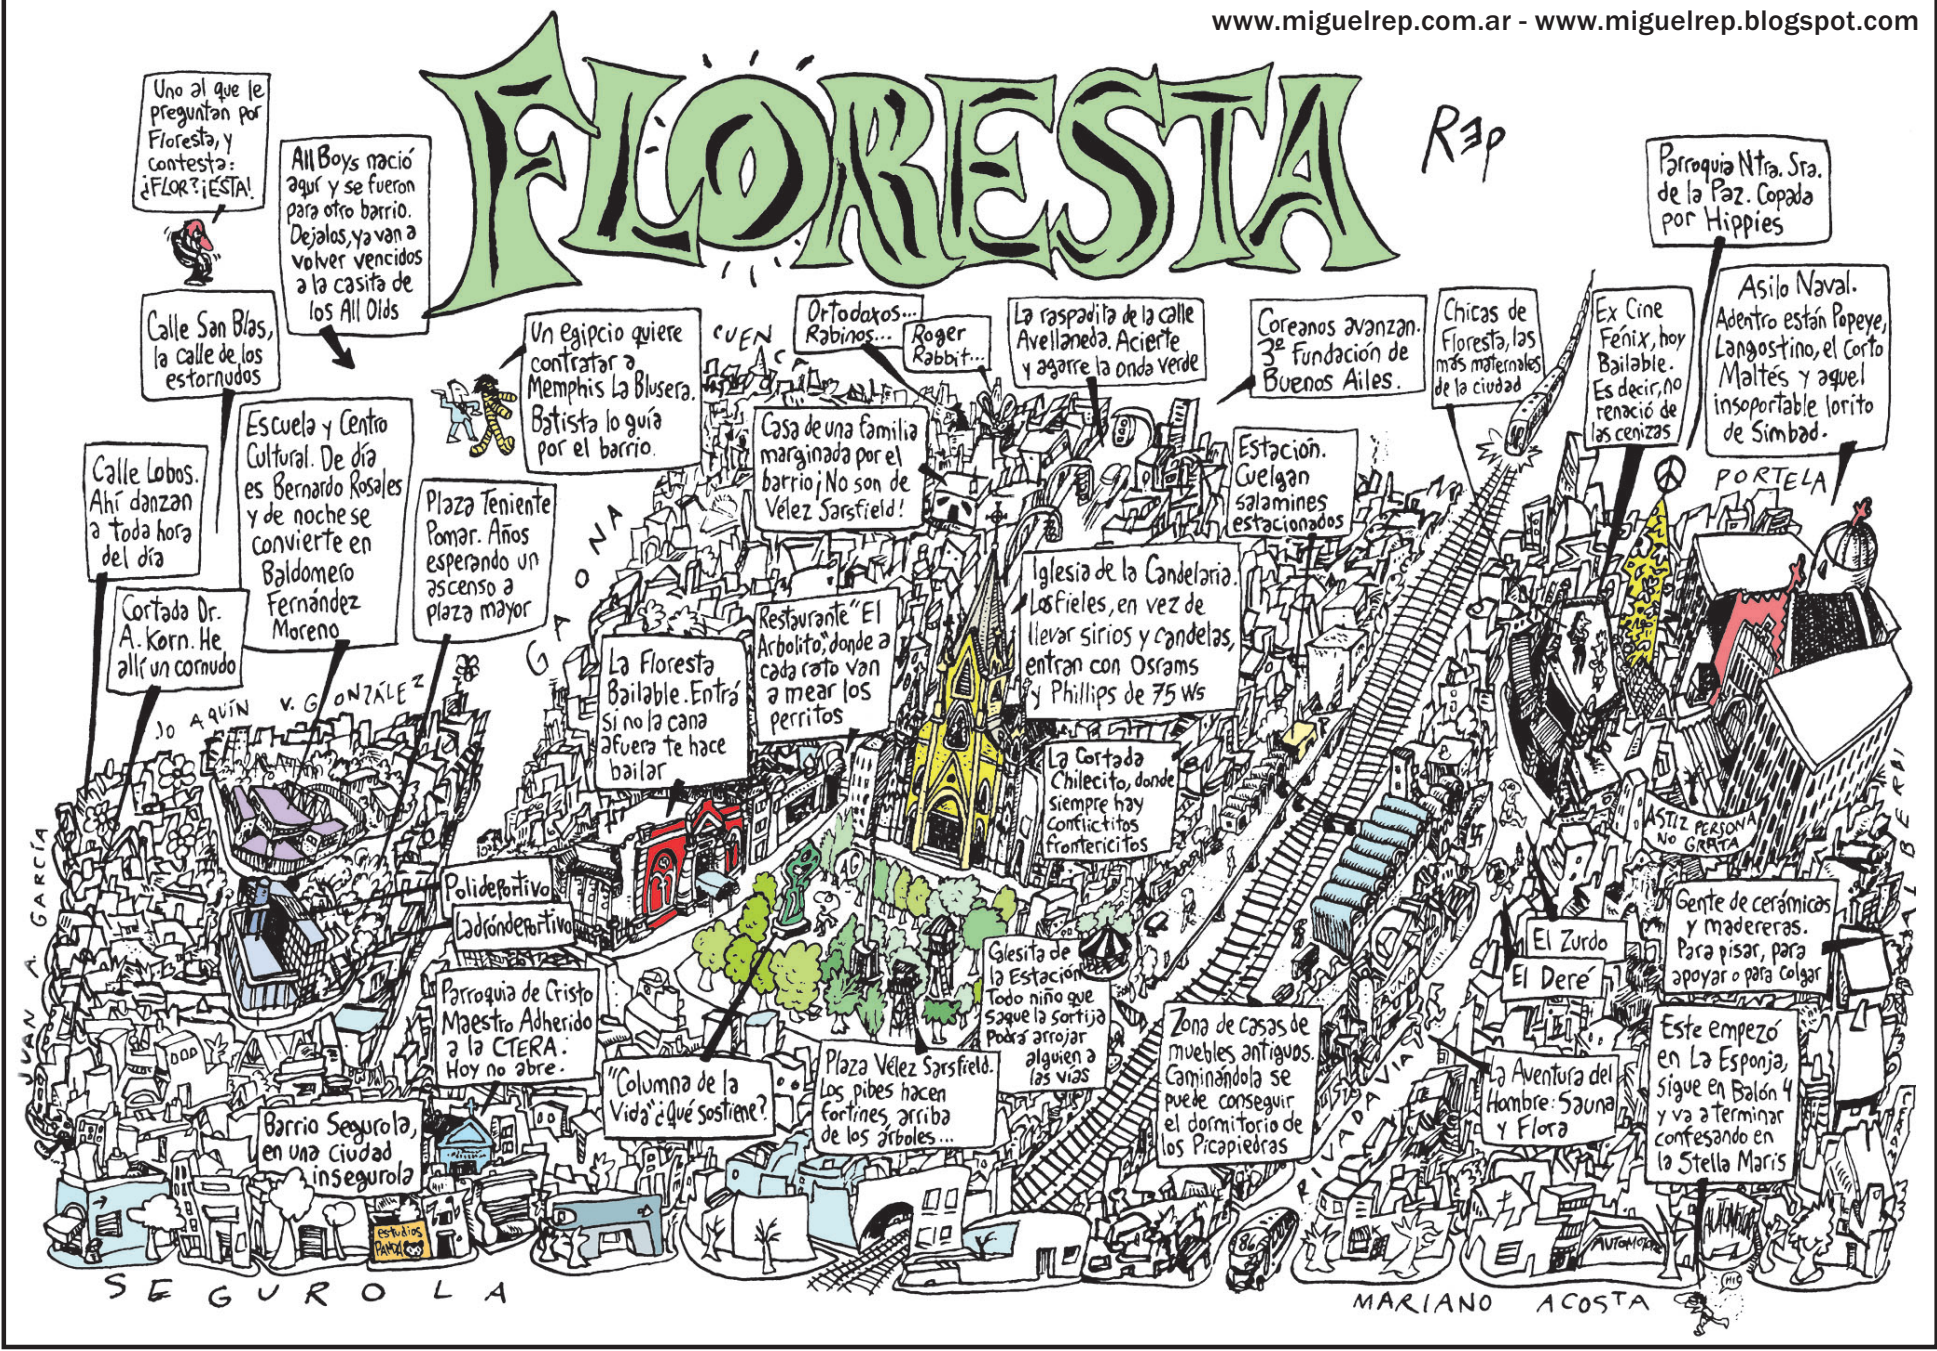 www.miguelrep.com.ar - www.miguelrep.blogspot.com
FLORESTA
Rep
Uno al que le
preguntan por
Floresta, y
contesta:
¿FLOR? ¡ESTA!
All Boys nació
aquí y se fueron
para otro barrio.
Dejalos, ya van a
volver vencidos
a la casita de
los All Olds
Parroquia Ntra. Sra.
de la Paz. Copada
por Hippies
Calle San Blas,
la calle de los
estornudos
Un egipcio quiere
contratar a
Memphis La Blusera.
Batista lo guía
por el barrio.
CUENCA
Ortodoxos...
Rabinos...
Roger
Rabbit...
La raspadita de la calle
Avellaneda. Acierte
y agarre la onda verde
Coreanos avanzan.
3º Fundación de
Buenos Ailes.
Chicas de
Floresta, las
más maternales
de la ciudad
Ex Cine
Fénix, hoy
Bailable.
Es decir, no
renació de
las cenizas
Asilo Naval.
Adentro están Popeye,
Langostino, el Corto
Maltés y aquel
insoportable lorito
de Simbad.
PORTELA
Calle Lobos.
Ahí danzan
a toda hora
del día
Escuela y Centro
Cultural. De día
es Bernardo Rosales
y de noche se
convierte en
Baldomero
Fernández
Moreno
Plaza Teniente
Pomar. Años
esperando un
ascenso a
plaza mayor
Casa de una familia
marginada por el
barrio ¡No son de
Vélez Sarsfield!
Estación.
Cuelgan
salamines
estacionados
GAONA
Cortada Dr.
A. Korn. He
allí un cornudo
JOAQUÍN V. GONZÁLEZ
La Floresta
Bailable. Entrá
si no la cana
afuera te hace
bailar
Restaurante "El
Arbolito", donde a
cada rato van
a mear los
perritos
Iglesia de la Candelaria.
Los fieles, en vez de
llevar sirios y candelas,
entran con Osrams
y Phillips de 75 Ws
La Cortada
Chilecito, donde
siempre hay
Conflictitos
frontericitos
ASTIZ PERSONA
NO GRATA
JUAN A. GARCÍA
ALBERDI
Polideportivo
Ladróndeportivo
Parroquia de Cristo
Maestro Adherido
a la CTERA.
Hoy no abre.
Calesita de
la Estación
Todo niño que
saque la sortija
Podrá arrojar
alguien a
las vías
El Zurdo
El Deré
Gente de cerámicas
y madereras.
Para pisar, para
apoyar o para colgar
Barrio Segurola,
en una ciudad
insegurola
"Columna de la
Vida" ¿qué sostiene?
Plaza Vélez Sarsfield.
Los pibes hacen
fortines, arriba
de los árboles...
Zona de casas de
muebles antiguos.
Caminándola se
puede conseguir
el dormitorio de
los Picapiedras
RIVADAVIA
La Aventura del
Hombre: Sauna
y Flora
Este empezó
en La Esponja,
sigue en Balón 4
y va a terminar
confesando en
la Stella Maris
estudios
PANDA
86
AUTOMOTOR
AUTOMOTOR
HIC
SEGUROLA
MARIANO ACOSTA